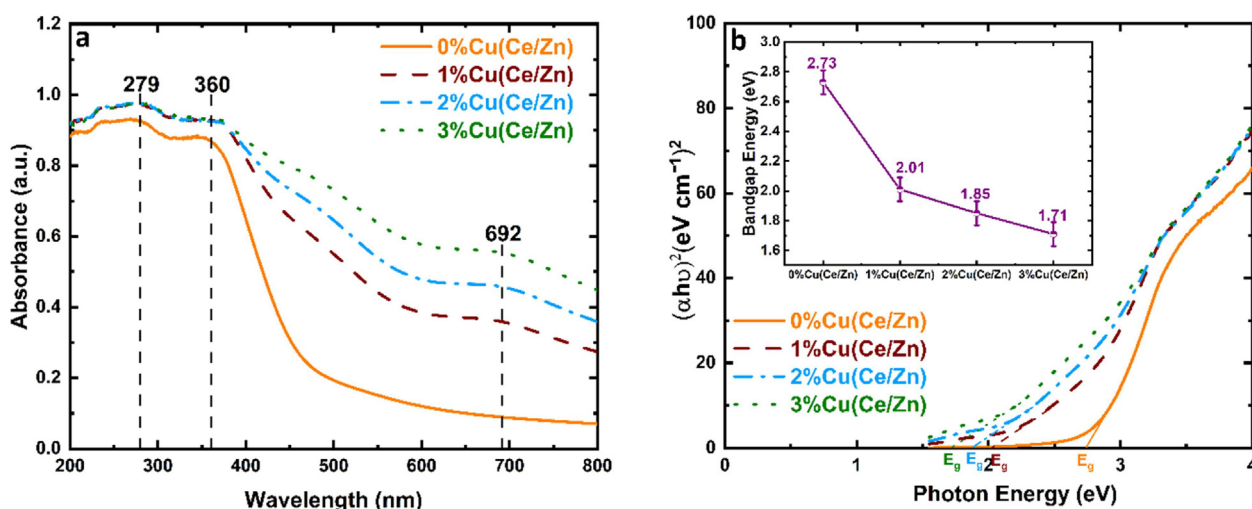 a
0%Cu(Ce/Zn)
1%Cu(Ce/Zn)
2%Cu(Ce/Zn)
3%Cu(Ce/Zn)
279
360
692
1.2
1.0
0.8
0.6
0.4
0.2
0.0
Absorbance (a.u.)
200 300 400 500 600 700 800
Wavelength (nm)
b
3.0
2.8
2.6
2.4
2.2
2.0
1.8
1.6
Bandgap Energy (eV)
2.73
2.01
1.85
1.71
0%Cu(Ce/Zn) 1%Cu(Ce/Zn) 2%Cu(Ce/Zn) 3%Cu(Ce/Zn)
100
80
60
40
20
0
(αhυ)²(eV cm⁻¹)²
0%Cu(Ce/Zn)
1%Cu(Ce/Zn)
2%Cu(Ce/Zn)
3%Cu(Ce/Zn)
Eg Eg Eg Eg
0 1 2 3 4
Photon Energy (eV)